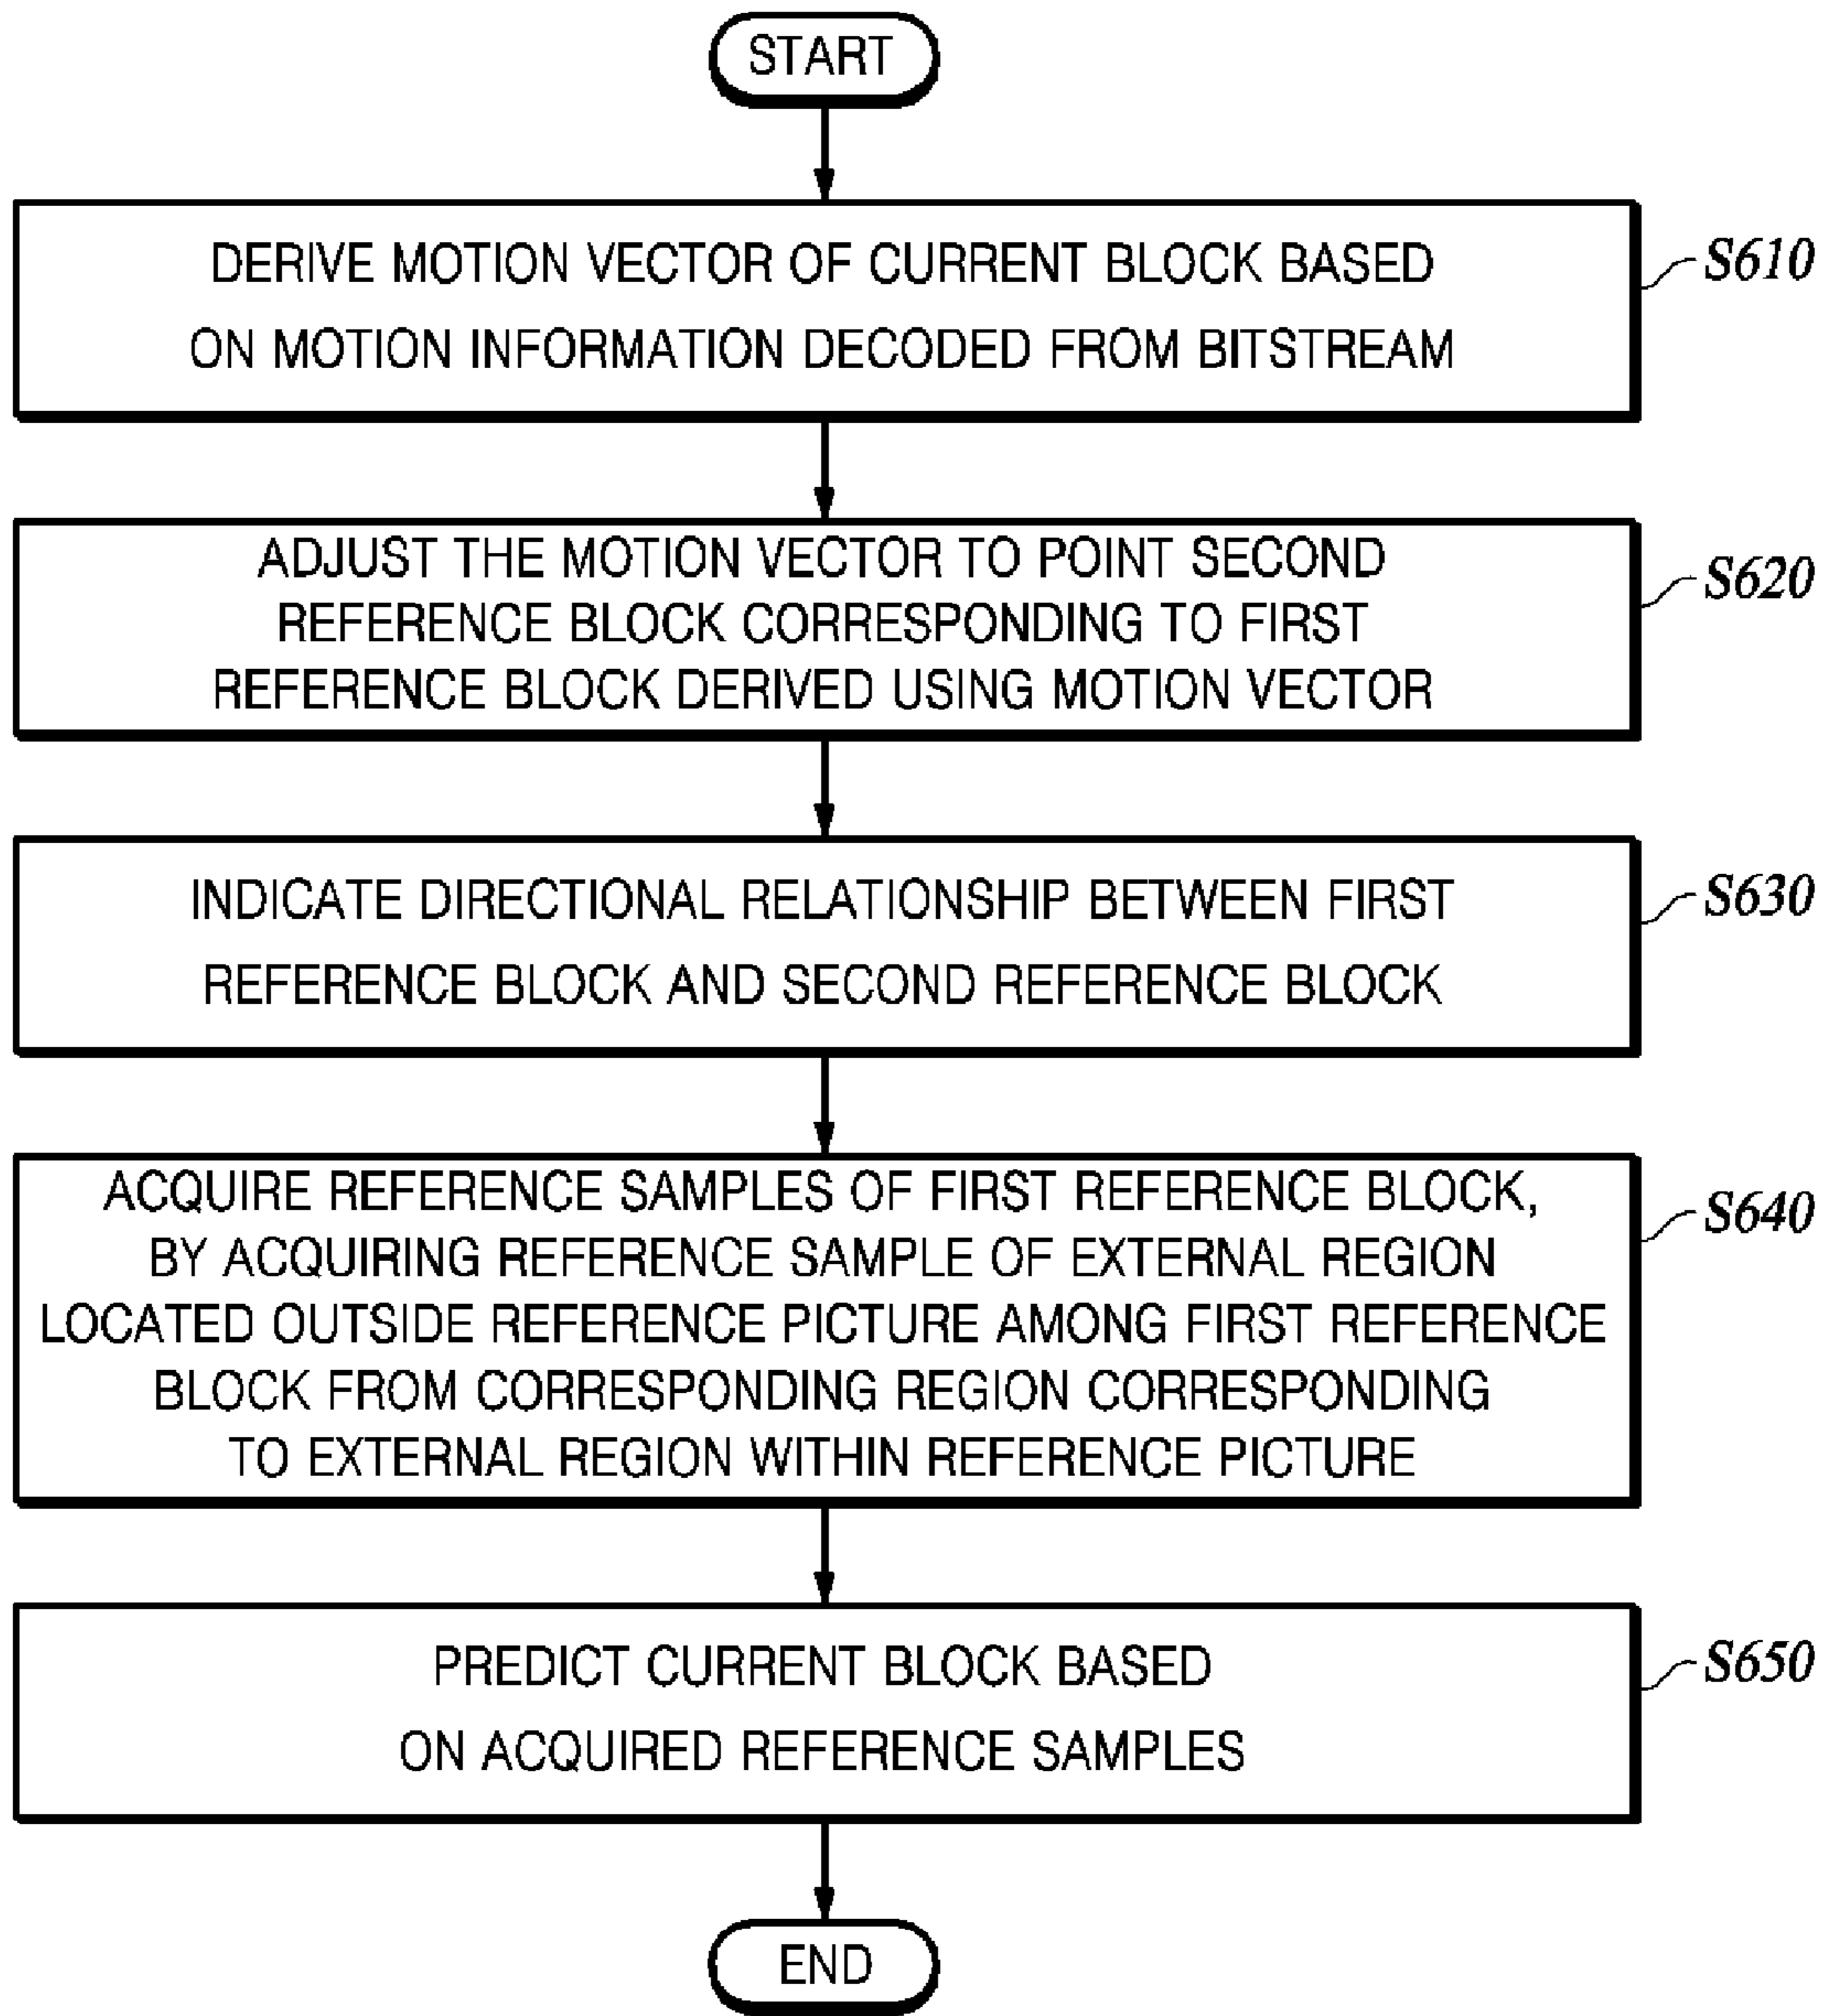 START
DERIVE MOTION VECTOR OF CURRENT BLOCK BASED
ON MOTION INFORMATION DECODED FROM BITSTREAM
S610
ADJUST THE MOTION VECTOR TO POINT SECOND
REFERENCE BLOCK CORRESPONDING TO FIRST
REFERENCE BLOCK DERIVED USING MOTION VECTOR
S620
INDICATE DIRECTIONAL RELATIONSHIP BETWEEN FIRST
REFERENCE BLOCK AND SECOND REFERENCE BLOCK
S630
ACQUIRE REFERENCE SAMPLES OF FIRST REFERENCE BLOCK,
BY ACQUIRING REFERENCE SAMPLE OF EXTERNAL REGION
LOCATED OUTSIDE REFERENCE PICTURE AMONG FIRST REFERENCE
BLOCK FROM CORRESPONDING REGION CORRESPONDING
TO EXTERNAL REGION WITHIN REFERENCE PICTURE
S640
PREDICT CURRENT BLOCK BASED
ON ACQUIRED REFERENCE SAMPLES
S650
END